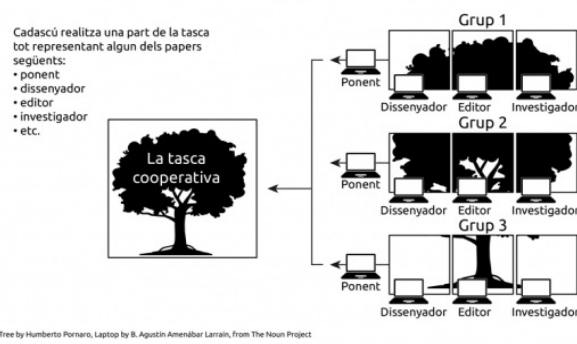 Cadascú realitza una part de la tasca
tot representant algun dels papers
següents:
• ponent
• dissenyador
• editor
• investigador
• etc.
La tasca
cooperativa
Grup 1
Ponent
Dissenyador Editor Investigador
Grup 2
Ponent
Dissenyador Editor Investigador
Grup 3
Ponent
Dissenyador Editor Investigador
Tree by Humberto Pornaro, Laptop by B. Agustín Amenábar Larraín, from The Noun Project